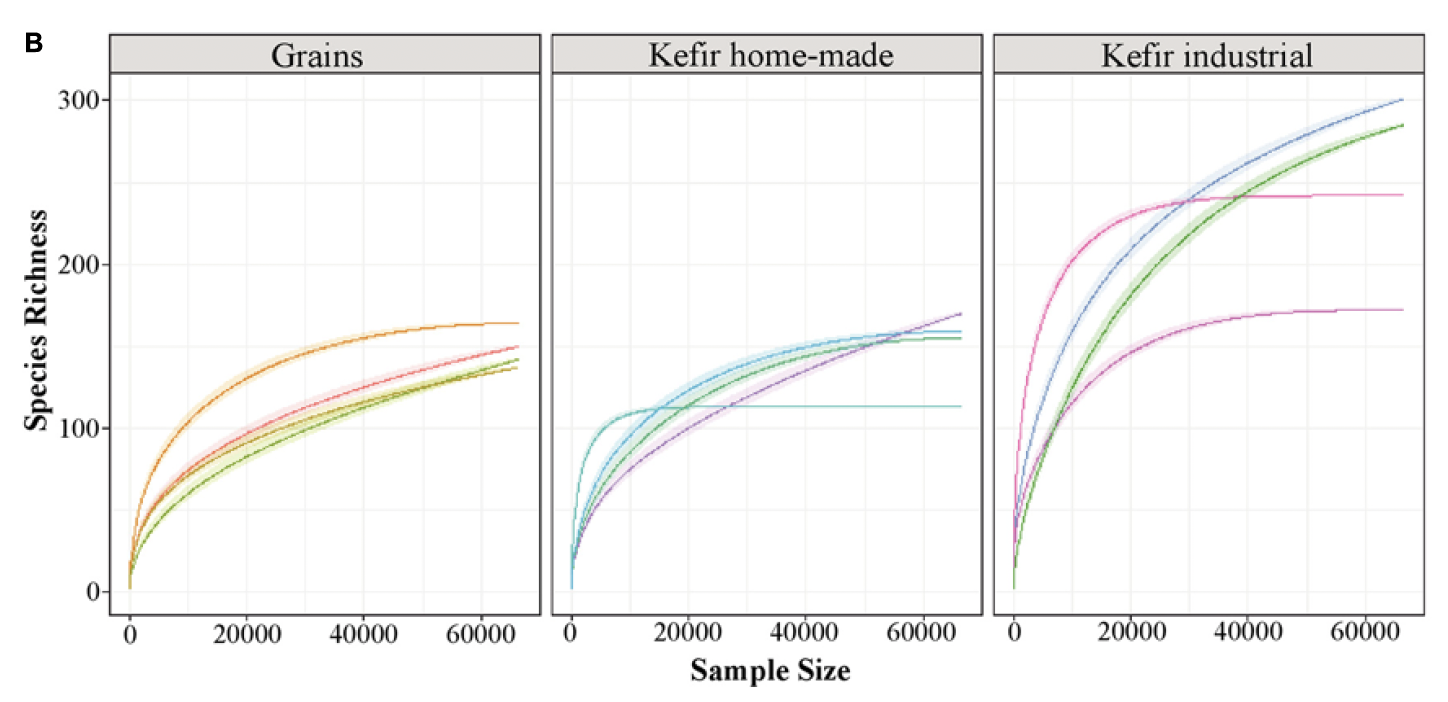 B
Grains
Kefir home-made
Kefir industrial
Species Richness
300
200
100
0
0 20000 40000 60000
0 20000 40000 60000
0 20000 40000 60000
Sample Size